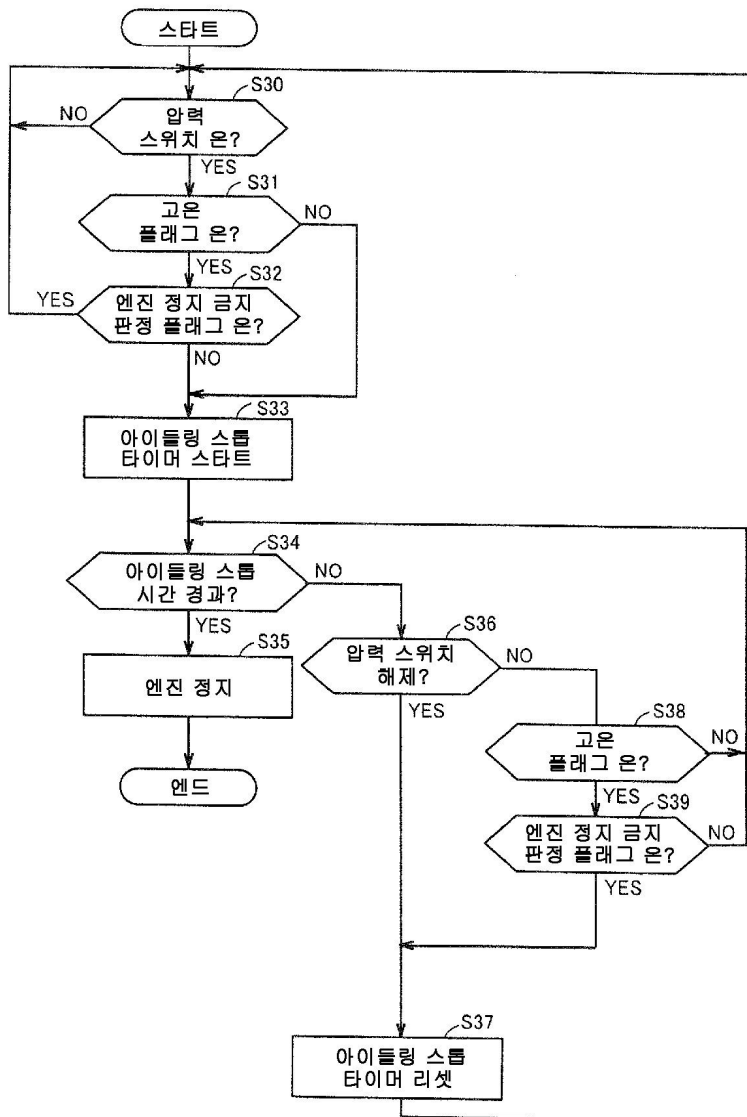 스타트
S30
NO
압력
스위치 온?
YES
S31
고온
플래그 온?
NO
YES
S32
YES
엔진 정지 금지
판정 플래그 온?
NO
S33
아이들링 스톱
타이머 스타트
S34
아이들링 스톱
시간 경과?
NO
YES
S35
엔진 정지
엔드
S36
압력 스위치
해제?
NO
YES
S38
고온
플래그 온?
NO
YES
S39
엔진 정지 금지
판정 플래그 온?
NO
YES
S37
아이들링 스톱
타이머 리셋